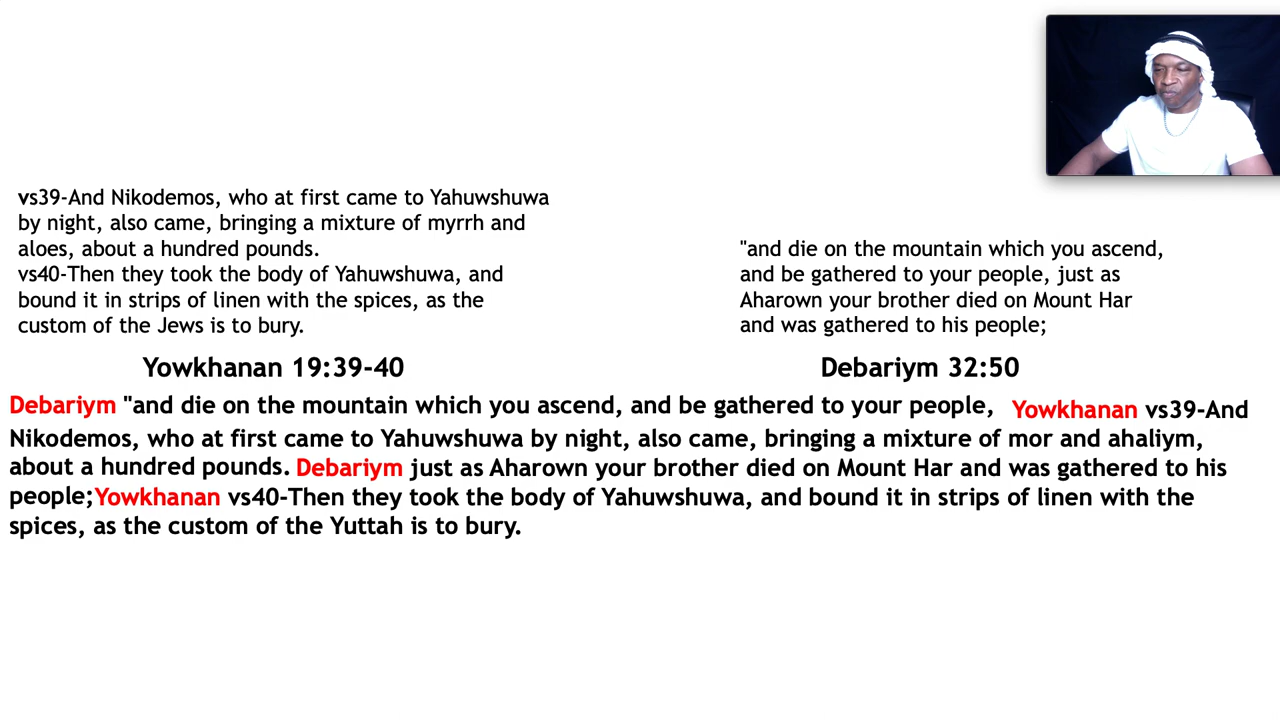 vs39-And Nikodemos, who at first came to Yahuwshuwa
by night, also came, bringing a mixture of myrrh and
aloes, about a hundred pounds.
vs40-Then they took the body of Yahuwshuwa, and
bound it in strips of linen with the spices, as the
custom of the Jews is to bury.
Yowkhanan 19:39-40
"and die on the mountain which you ascend,
and be gathered to your people, just as
Aharown your brother died on Mount Har
and was gathered to his people;
Debariym 32:50
Debariym "and die on the mountain which you ascend, and be gathered to your people, Yowkhanan vs39-And
Nikodemos, who at first came to Yahuwshuwa by night, also came, bringing a mixture of mor and ahaliym,
about a hundred pounds. Debariym just as Aharown your brother died on Mount Har and was gathered to his
people;Yowkhanan vs40-Then they took the body of Yahuwshuwa, and bound it in strips of linen with the
spices, as the custom of the Yuttah is to bury.